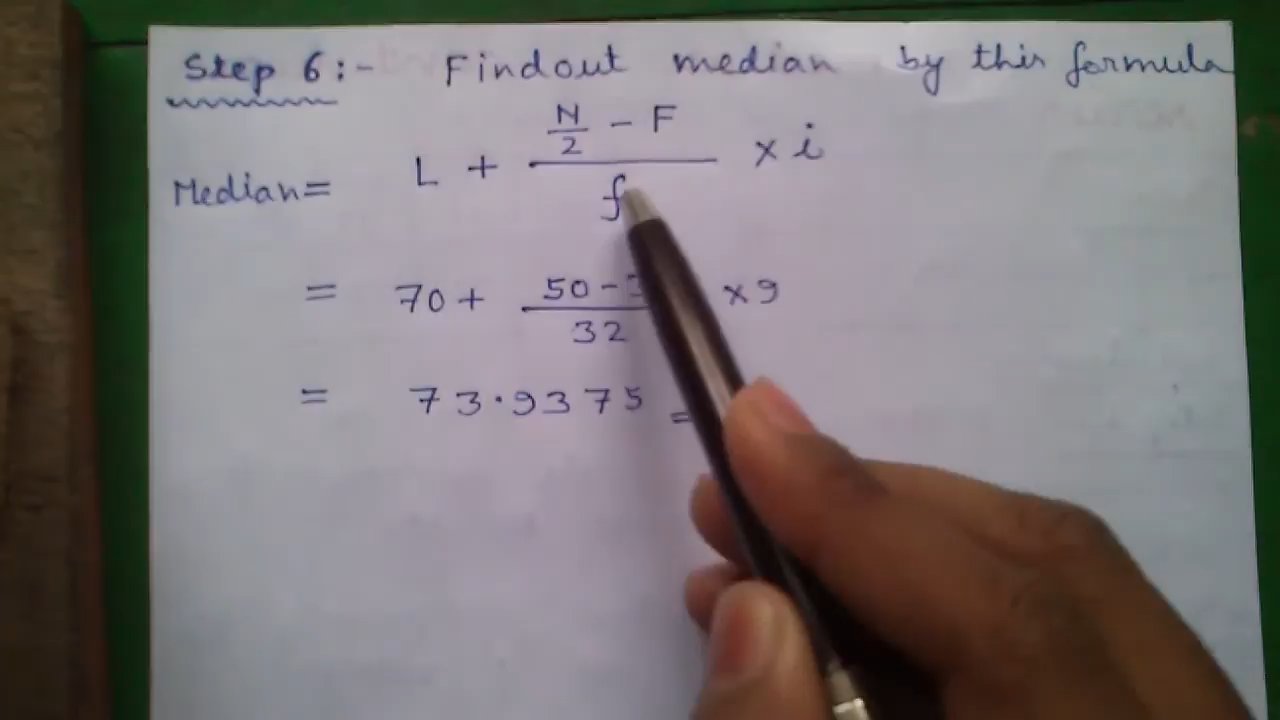 Step 6:- Findout median by this formula
Median= L + N/2 - F / f × i
= 70 + 50 - / 32 × 9
= 73.9375 =